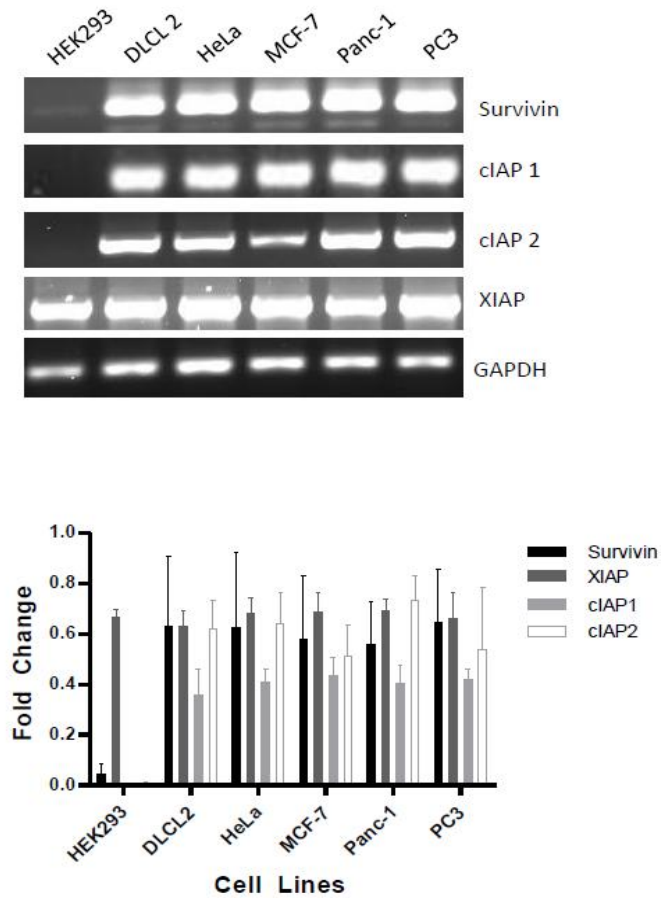 HEK293 DLCL 2 HeLa MCF-7 Panc-1 PC3
Survivin
cIAP 1
cIAP 2
XIAP
GAPDH
1.0
0.8
0.6
0.4
0.2
0.0
Fold Change
Survivin
XIAP
cIAP1
cIAP2
HEK293 DLCL2 HeLa MCF-7 Panc-1 PC3
Cell Lines